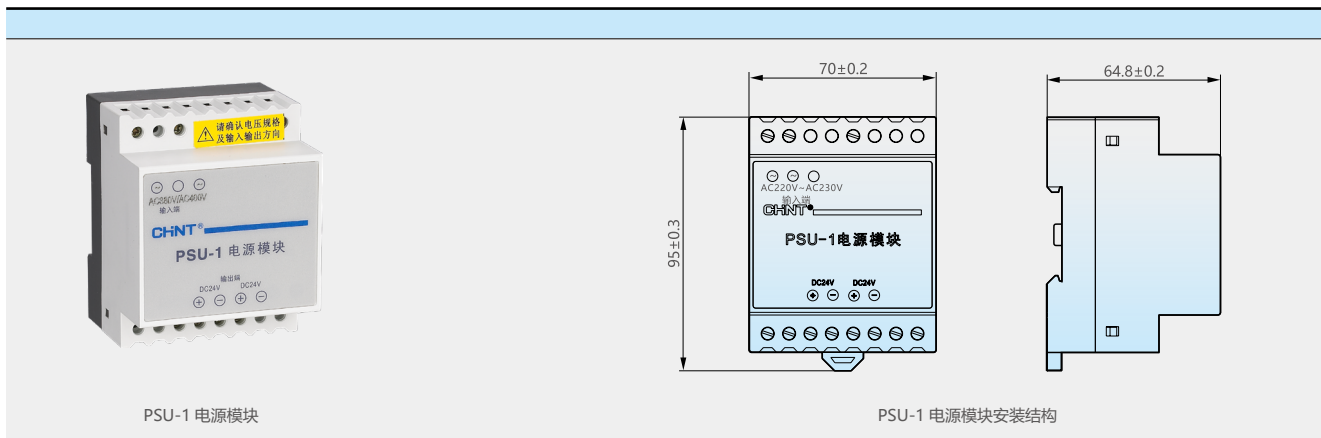 请确认电压规格
及输入输出方向
AC380V/AC400V
输入端
CHNT®
PSU-1 电源模块
输出端
DC24V DC24V
PSU-1 电源模块
70±0.2
95±0.3
AC220V~AC230V
输入端
CHNT
PSU-1电源模块
DC24V DC24V
64.8±0.2
PSU-1 电源模块安装结构